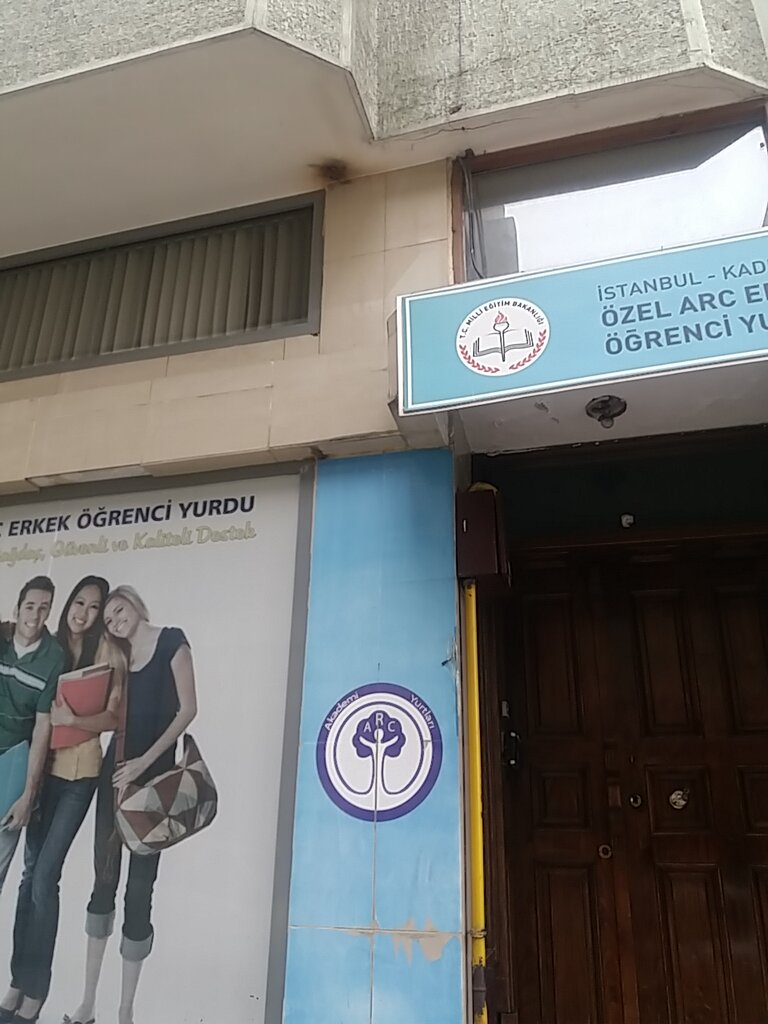 T.C. MİLLİ EĞİTİM BAKANLIĞI
İSTANBUL - KAD
ÖZEL ARC E
ÖĞRENCİ YU
ERKEK ÖĞRENCİ YURDU
Güvenli ve Kaliteli Destek
Akademi Yurtları
ARC